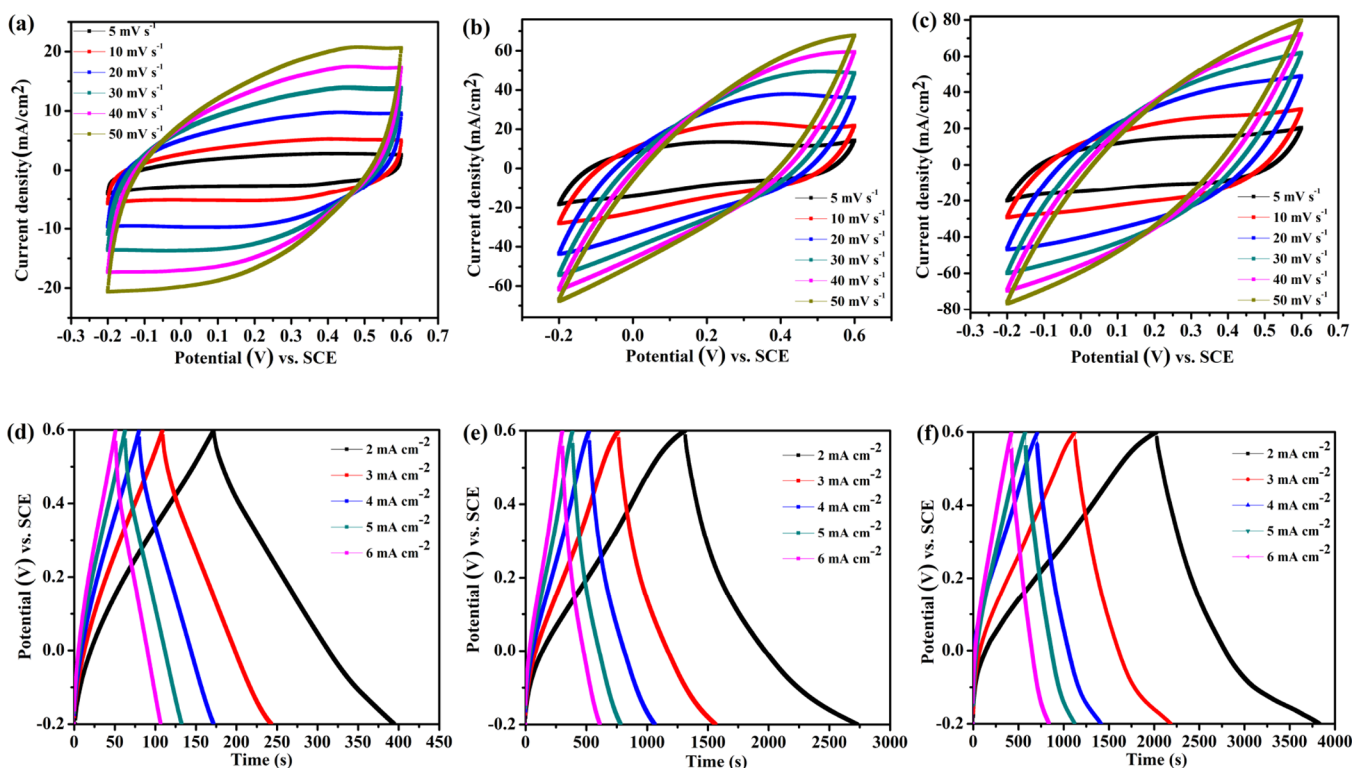 (a)
5 mV s-1
10 mV s-1
20 mV s-1
30 mV s-1
40 mV s-1
50 mV s-1
Current density(mA/cm2)
20
10
0
-10
-20
-0.3 -0.2 -0.1 0.0 0.1 0.2 0.3 0.4 0.5 0.6 0.7
Potential (V) vs. SCE
(b)
Current density (mA/cm2)
60
40
20
0
-20
-40
-60
5 mV s-1
10 mV s-1
20 mV s-1
30 mV s-1
40 mV s-1
50 mV s-1
-0.2 0.0 0.2 0.4 0.6
Potential (V) vs. SCE
(c)
Current density (mA/cm2)
80
60
40
20
0
-20
-40
-60
-80
5 mV s-1
10 mV s-1
20 mV s-1
30 mV s-1
40 mV s-1
50 mV s-1
-0.3 -0.2 -0.1 0.0 0.1 0.2 0.3 0.4 0.5 0.6 0.7
Potential (V) vs. SCE
(d)
Potential (V) vs. SCE
0.6
0.4
0.2
0.0
-0.2
2 mA cm-2
3 mA cm-2
4 mA cm-2
5 mA cm-2
6 mA cm-2
0 50 100 150 200 250 300 350 400 450
Time (s)
(e)
Potential (V) vs. SCE
0.6
0.4
0.2
0.0
-0.2
2 mA cm-2
3 mA cm-2
4 mA cm-2
5 mA cm-2
6 mA cm-2
0 500 1000 1500 2000 2500 3000
Time (s)
(f)
Potential (V) vs. SCE
0.6
0.4
0.2
0.0
-0.2
2 mA cm-2
3 mA cm-2
4 mA cm-2
5 mA cm-2
6 mA cm-2
0 500 1000 1500 2000 2500 3000 3500 4000
Time (s)